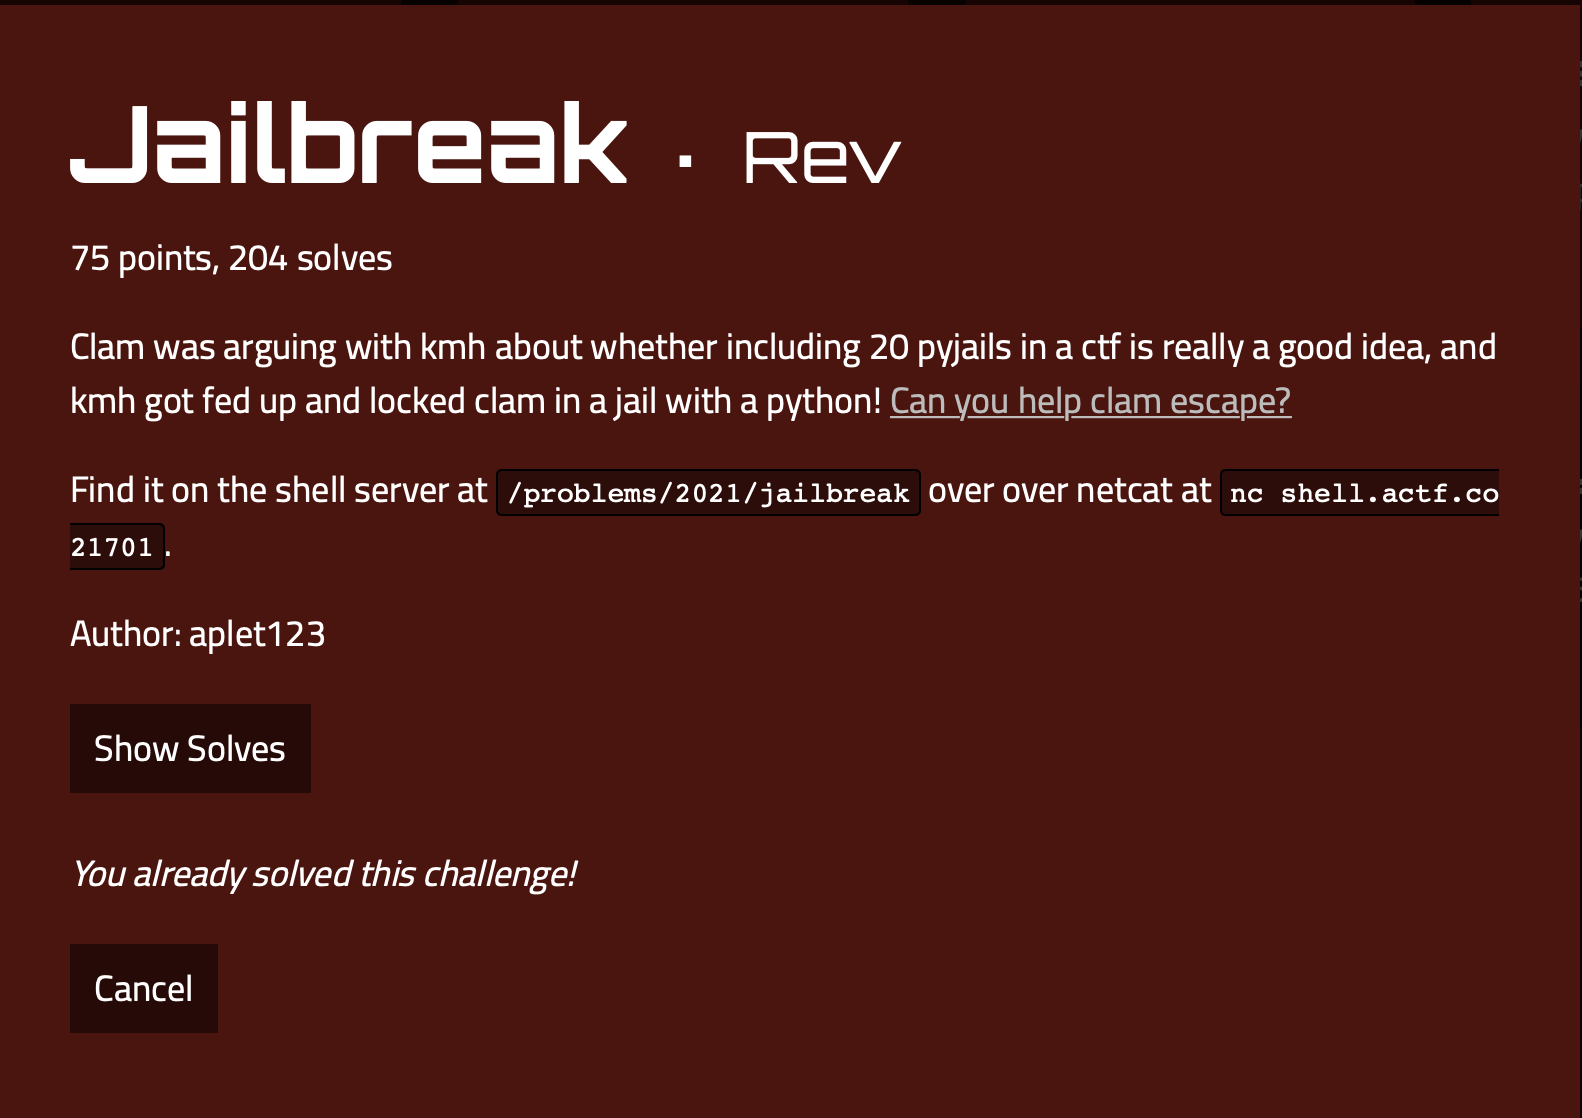 Jailbreak · Rev
75 points, 204 solves
Clam was arguing with kmh about whether including 20 pyjails in a ctf is really a good idea, and
kmh got fed up and locked clam in a jail with a python! Can you help clam escape?
Find it on the shell server at /problems/2021/jailbreak over over netcat at nc shell.actf.co
21701.
Author: aplet123
Show Solves
You already solved this challenge!
Cancel